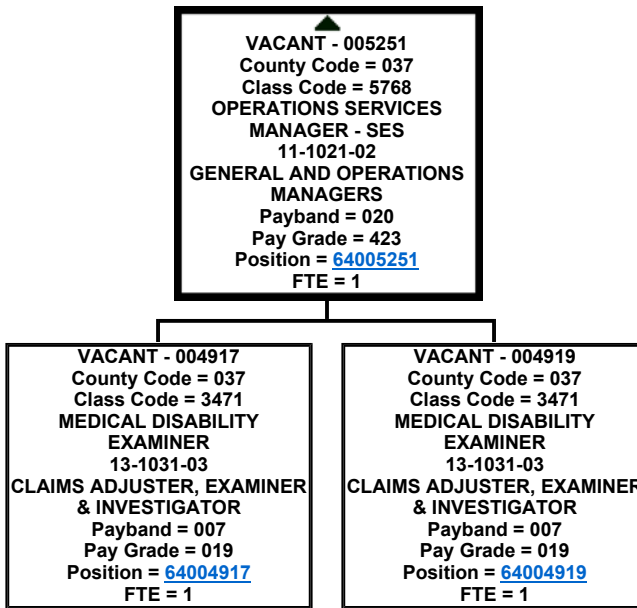 VACANT - 005251
County Code = 037
Class Code = 5768
OPERATIONS SERVICES
MANAGER - SES
11-1021-02
GENERAL AND OPERATIONS
MANAGERS
Payband = 020
Pay Grade = 423
Position = 64005251
FTE = 1
VACANT - 004917
County Code = 037
Class Code = 3471
MEDICAL DISABILITY
EXAMINER
13-1031-03
CLAIMS ADJUSTER, EXAMINER
& INVESTIGATOR
Payband = 007
Pay Grade = 019
Position = 64004917
FTE = 1
VACANT - 004919
County Code = 037
Class Code = 3471
MEDICAL DISABILITY
EXAMINER
13-1031-03
CLAIMS ADJUSTER, EXAMINER
& INVESTIGATOR
Payband = 007
Pay Grade = 019
Position = 64004919
FTE = 1